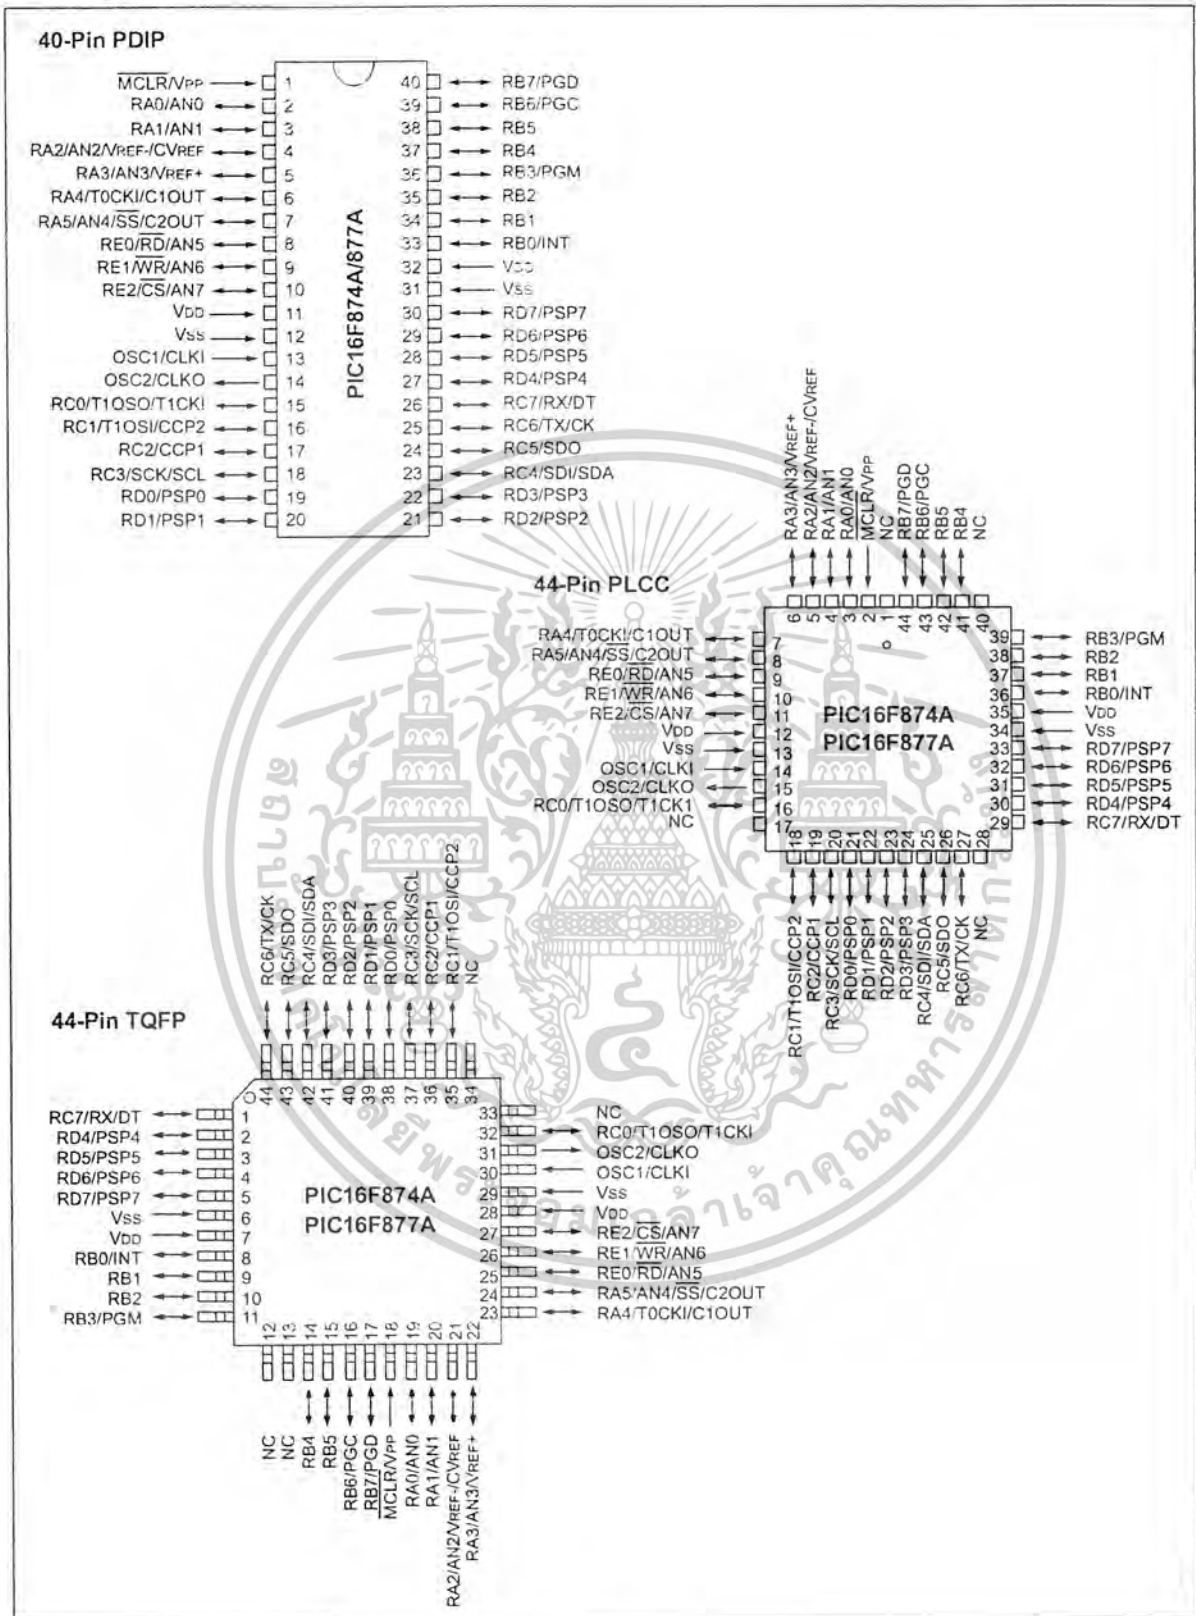 40-Pin PDIP
MCLR/VPP 1
RA0/AN0 2
RA1/AN1 3
RA2/AN2/VREF-/CVREF 4
RA3/AN3/VREF+ 5
RA4/T0CKI/C1OUT 6
RA5/AN4/SS/C2OUT 7
RE0/RD/AN5 8
RE1/WR/AN6 9
RE2/CS/AN7 10
VDD 11
VSS 12
OSC1/CLKI 13
OSC2/CLKO 14
RC0/T1OSO/T1CKI 15
RC1/T1OSI/CCP2 16
RC2/CCP1 17
RC3/SCK/SCL 18
RD0/PSP0 19
RD1/PSP1 20
PIC16F874A/877A
40 RB7/PGD
39 RB6/PGC
38 RB5
37 RB4
36 RB3/PGM
35 RB2
34 RB1
33 RB0/INT
32
31 VSS
30 RD7/PSP7
29 RD6/PSP6
28 RD5/PSP5
27 RD4/PSP4
26 RC7/RX/DT
25 RC6/TX/CK
24 RC5/SDO
23 RC4/SDI/SDA
22 RD3/PSP3
21 RD2/PSP2
44-Pin PLCC
RA3/AN3/VREF+ 6
RA2/AN2/VREF-/CVREF 5
RA1/AN1 4
RA0/AN0 3
MCLR/VPP 2
NC 1
RB7/PGD 44
RB6/PGC 43
RB5 42
RB4 41
NC 40
RA4/T0CKI/C1OUT 7
RA5/AN4/SS/C2OUT 8
RE0/RD/AN5 9
RE1/WR/AN6 10
RE2/CS/AN7 11
VDD 12
VSS 13
OSC1/CLKI 14
OSC2/CLKO 15
RC0/T1OSO/T1CK1 16
NC 17
PIC16F874A
PIC16F877A
39 RB3/PGM
38 RB2
37 RB1
36 RB0/INT
35 VDD
34 VSS
33 RD7/PSP7
32 RD6/PSP6
31 RD5/PSP5
30 RD4/PSP4
29 RC7/RX/DT
18 RC1/T1OSI/CCP2
19 RC2/CCP1
20 RC3/SCK/SCL
21 RD0/PSP0
22 RD1/PSP1
23 RD2/PSP2
24 RD3/PSP3
25 RC4/SDI/SDA
26 RC5/SDO
27 RC6/TX/CK
28 NC
44-Pin TQFP
RC6/TX/CK 44
RC5/SDO 43
RC4/SDI/SDA 42
RD3/PSP3 41
RD2/PSP2 40
RD1/PSP1 39
RD0/PSP0 38
RC3/SCK/SCL 37
RC2/CCP1 36
RC1/T1OSI/CCP2 35
NC 34
RC7/RX/DT 1
RD4/PSP4 2
RD5/PSP5 3
RD6/PSP6 4
RD7/PSP7 5
VSS 6
VDD 7
RB0/INT 8
RB1 9
RB2 10
RB3/PGM 11
PIC16F874A
PIC16F877A
33 NC
32 RC0/T1OSO/T1CKI
31 OSC2/CLKO
30 OSC1/CLKI
29 VSS
28 VDD
27 RE2/CS/AN7
26 RE1/WR/AN6
25 RE0/RD/AN5
24 RA5/AN4/SS/C2OUT
23 RA4/T0CKI/C1OUT
12 NC
13 NC
14 RB4
15 RB5
16 RB6/PGC
17 RB7/PGD
18 MCLR/VPP
19 RA0/AN0
20 RA1/AN1
21 RA2/AN2/VREF-/CVREF
22 RA3/AN3/VREF+